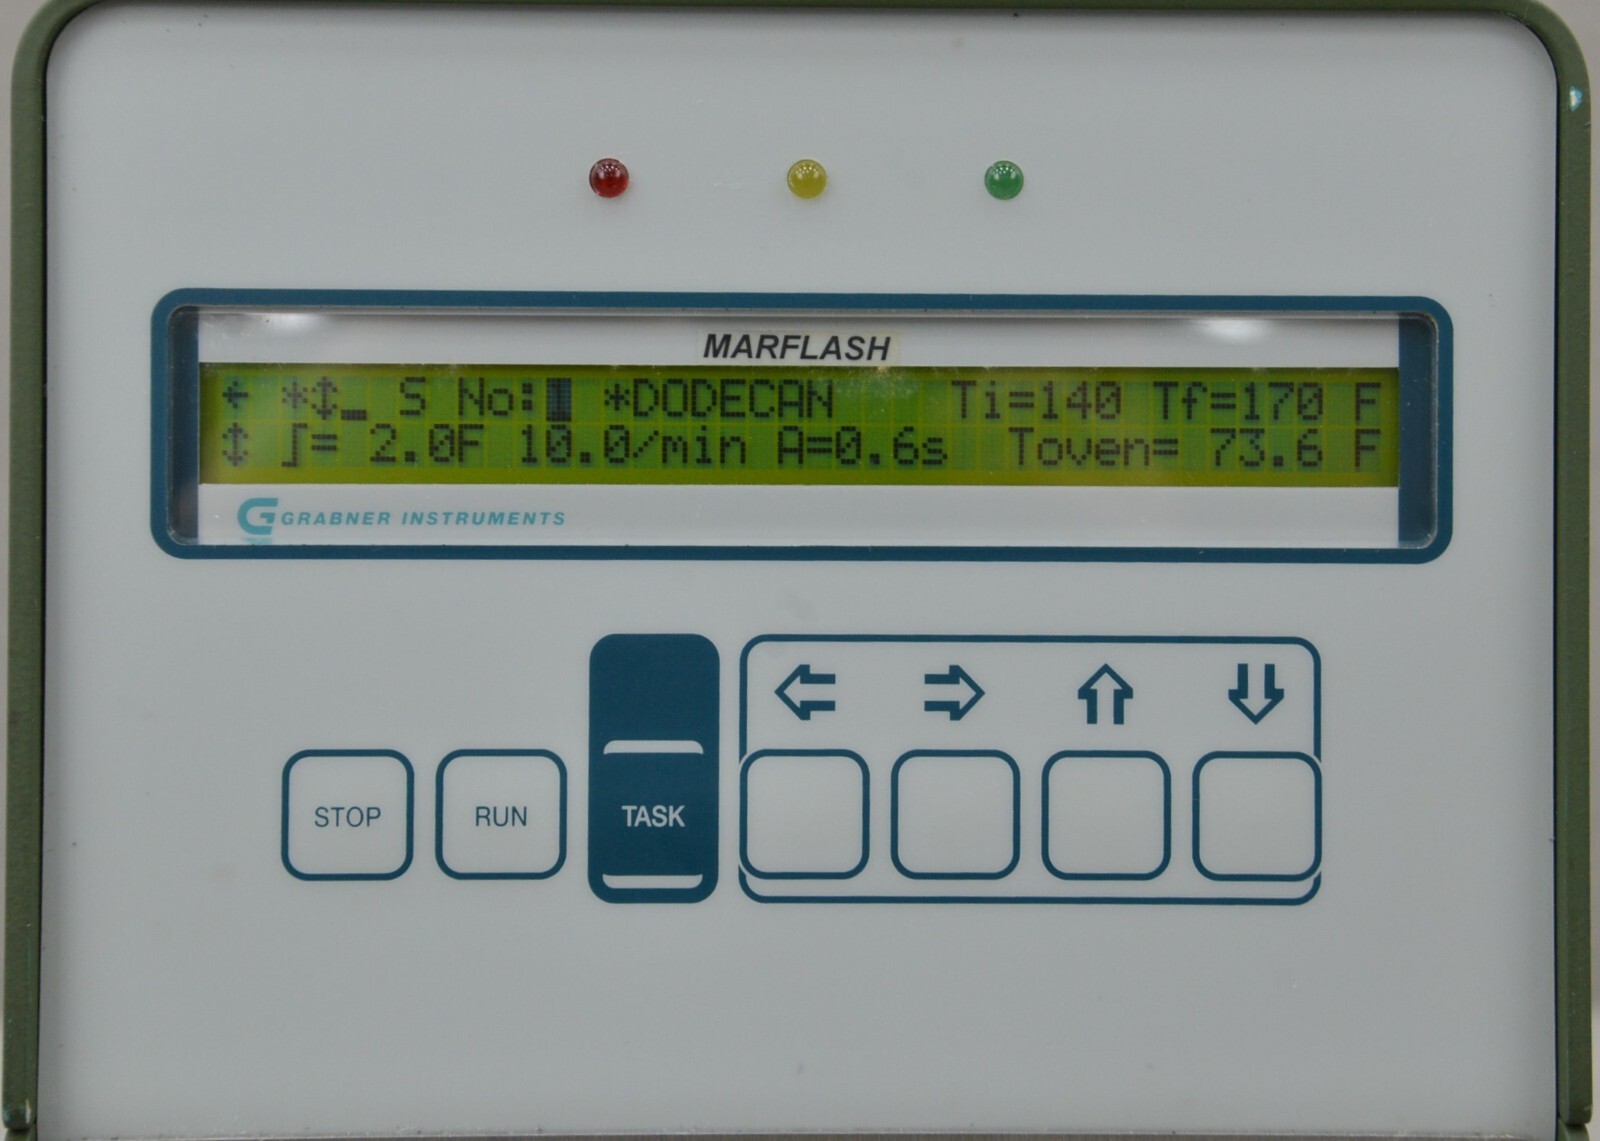 MARFLASH
← *↕_ S No: *DODECAN Ti=140 Tf=170 F
↕ ∫= 2.0F 10.0/min A=0.6s Toven= 73.6 F
GRABNER INSTRUMENTS
STOP RUN TASK